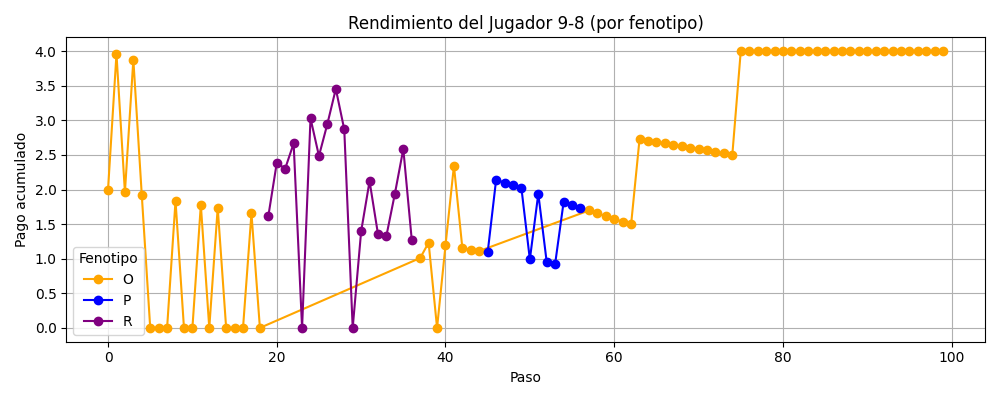 Rendimiento del Jugador 9-8 (por fenotipo)
Pago acumulado
4.0
3.5
3.0
2.5
2.0
1.5
1.0
0.5
0.0
Fenotipo
O
P
R
0 20 40 60 80 100
Paso